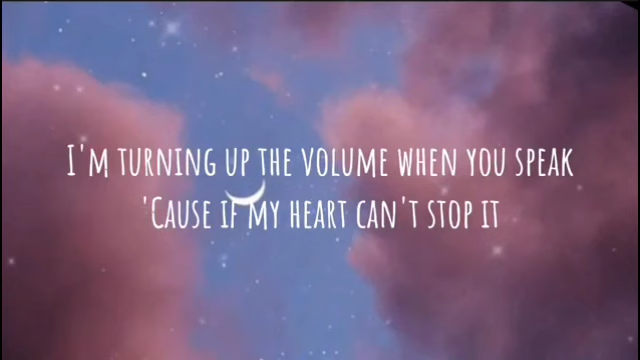 I'm turning up the volume when you speak
'Cause if my heart can't stop it